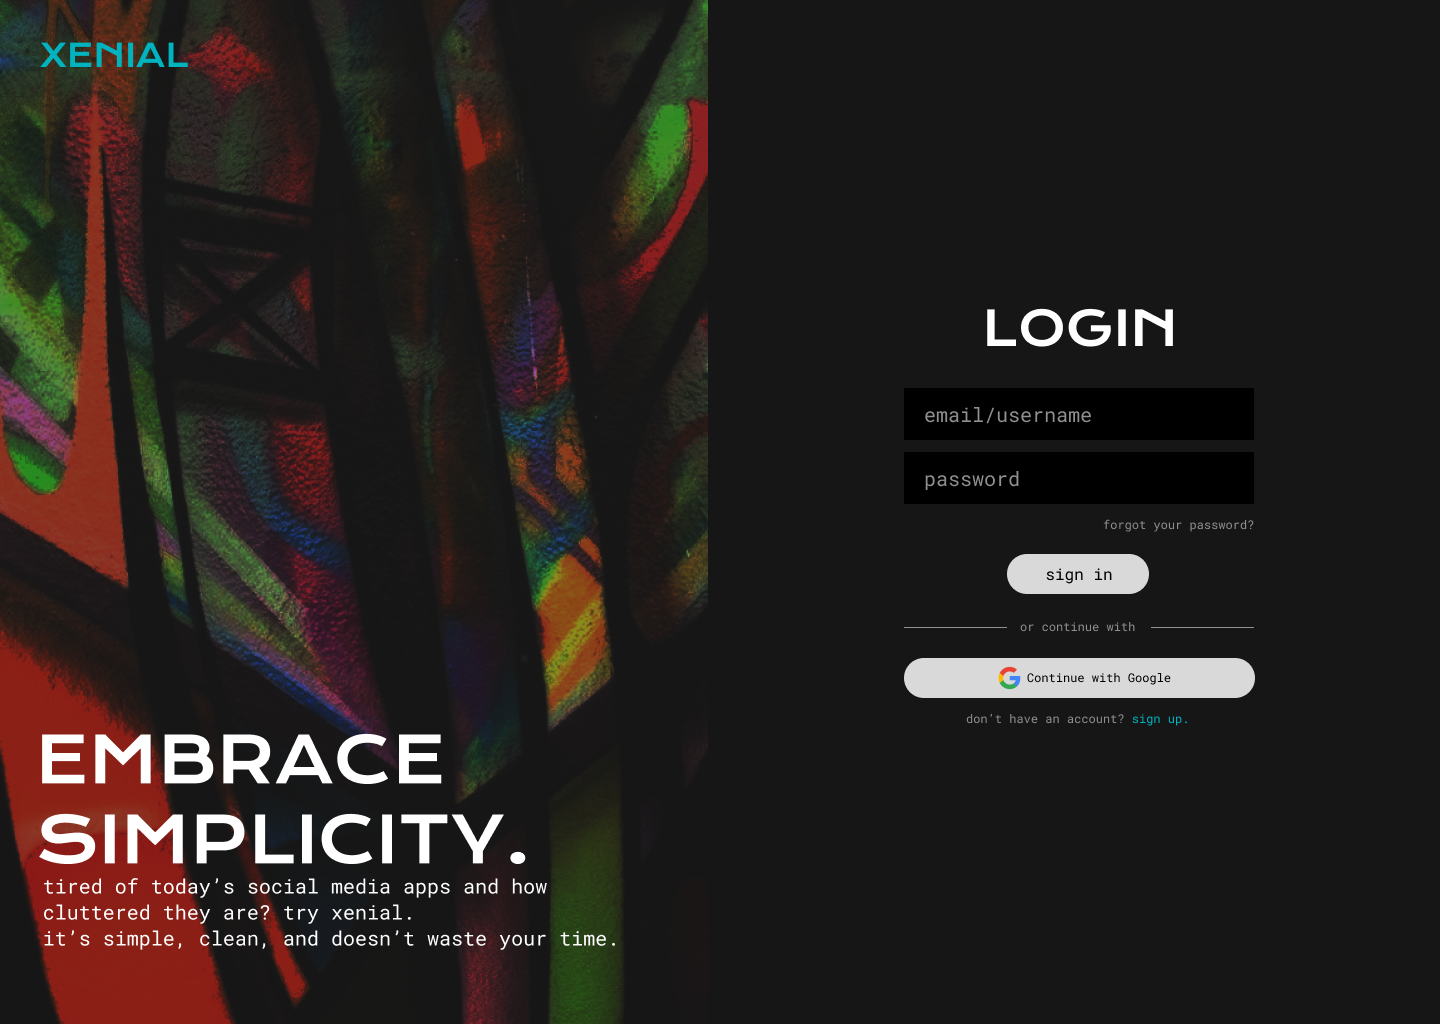 XENIAL
EMBRACE
SIMPLICITY.
tired of today’s social media apps and how
cluttered they are? try xenial.
it’s simple, clean, and doesn’t waste your time.
LOGIN
email/username
password
forgot your password?
sign in
or continue with
Continue with Google
don’t have an account? sign up.